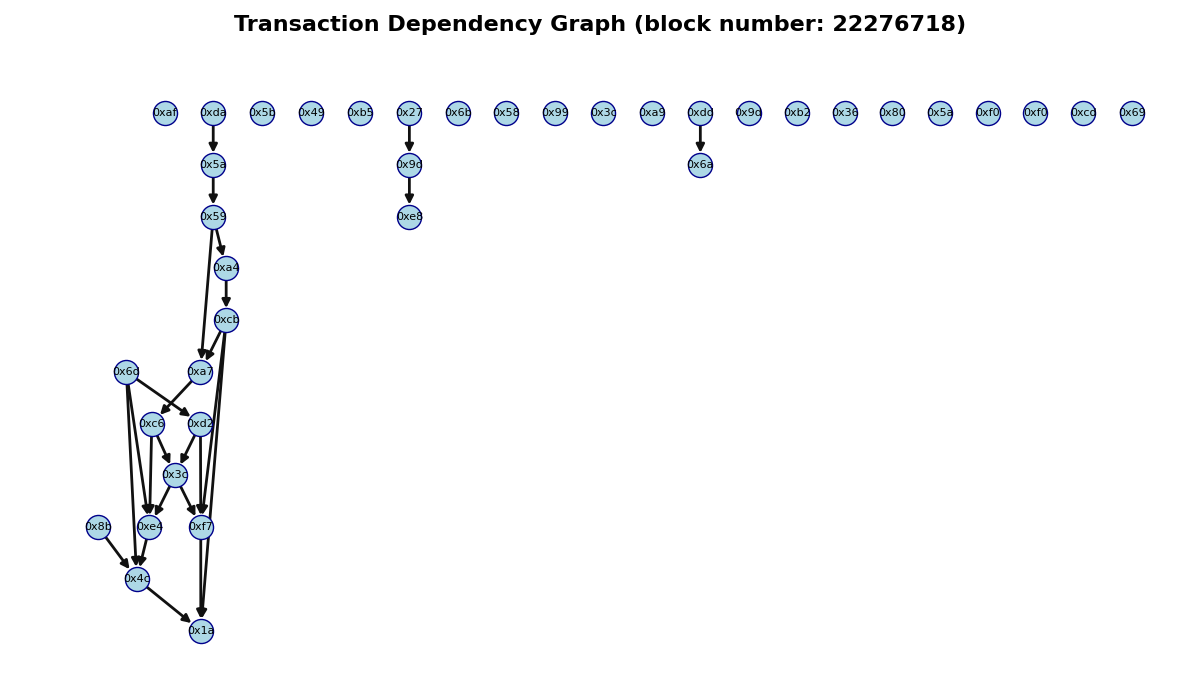 Transaction Dependency Graph (block number: 22276718)
0xaf 0xda 0x5b 0x49 0xb5 0x27 0x6b 0x58 0x99 0x3c 0xa9 0xdd 0x9d 0xb2 0x36 0x80 0x5a 0xf0 0xf0 0xcd 0x69
0x5a 0x9d 0x6a
0x59 0xe8
0xa4
0xcb
0x6d 0xa7
0xc6 0xd2
0x3c
0x8b 0xe4 0xf7
0x4c
0x1a